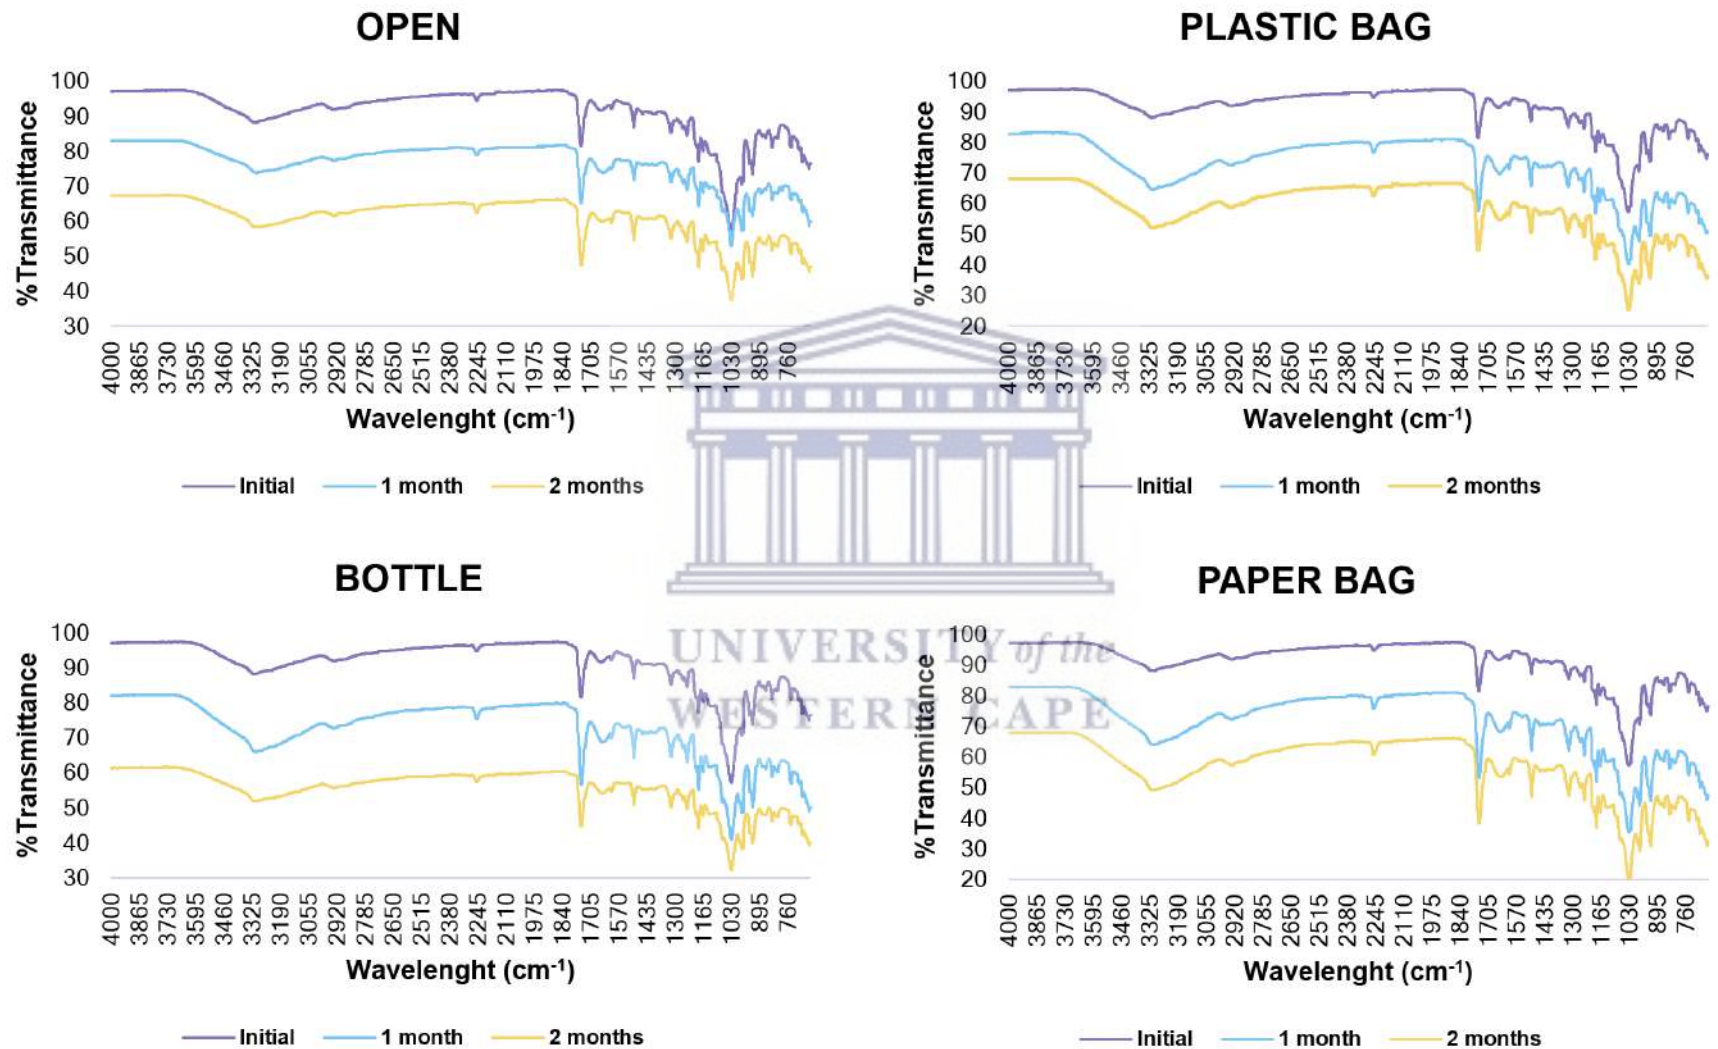 OPEN
%Transmittance
100
90
80
70
60
50
40
30
4000 3865 3730 3595 3460 3325 3190 3055 2920 2785 2650 2515 2380 2245 2110 1975 1840 1705 1570 1435 1300 1165 1030 895 760
Wavelenght (cm-1)
Initial 1 month 2 months
PLASTIC BAG
%Transmittance
100
90
80
70
60
50
40
30
20
4000 3865 3730 3595 3460 3325 3190 3055 2920 2785 2650 2515 2380 2245 2110 1975 1840 1705 1570 1435 1300 1165 1030 895 760
Wavelenght (cm-1)
Initial 1 month 2 months
BOTTLE
%Transmittance
100
90
80
70
60
50
40
30
4000 3865 3730 3595 3460 3325 3190 3055 2920 2785 2650 2515 2380 2245 2110 1975 1840 1705 1570 1435 1300 1165 1030 895 760
Wavelenght (cm-1)
Initial 1 month 2 months
PAPER BAG
%Transmittance
100
90
80
70
60
50
40
30
20
4000 3865 3730 3595 3460 3325 3190 3055 2920 2785 2650 2515 2380 2245 2110 1975 1840 1705 1570 1435 1300 1165 1030 895 760
Wavelenght (cm-1)
Initial 1 month 2 months
UNIVERSITY of the
WESTERN CAPE